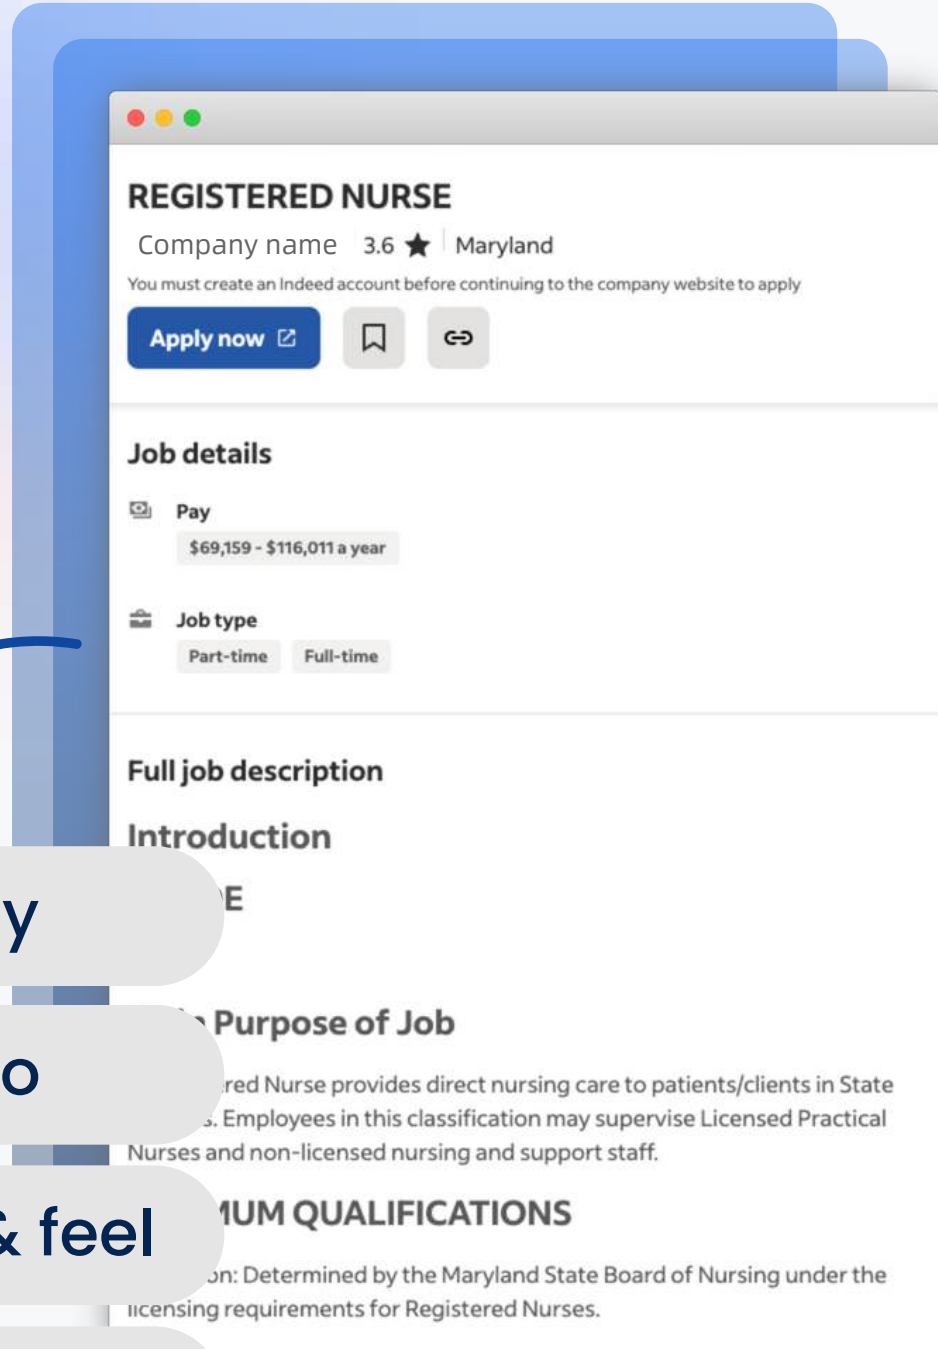 REGISTERED NURSE
Company name 3.6 ★ Maryland
You must create an Indeed account before continuing to the company website to apply
Apply now
Job details
Pay
$69,159 - $116,011 a year
Job type
Part-time Full-time
Full job description
Introduction
Purpose of Job
Nurse provides direct nursing care to patients/clients in State
Employees in this classification may supervise Licensed Practical
Nurses and non-licensed nursing and support staff.
QUALIFICATIONS
& feel
Determined by the Maryland State Board of Nursing under the
licensing requirements for Registered Nurses.